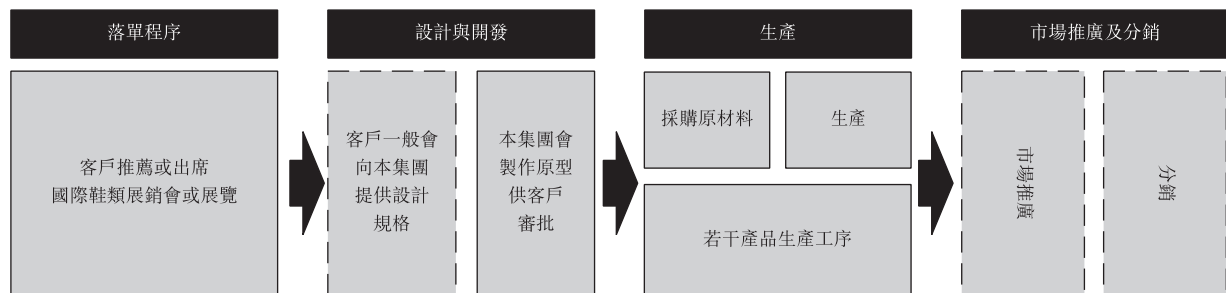 落單程序
設計與開發
生產
市場推廣及分銷
客戶推薦或出席
國際鞋類展銷會或展覽
客戶一般會
向本集團
提供設計
規格
本集團會
製作原型
供客戶
審批
採購原材料
生產
若干產品生產工序
市場推廣
分銷